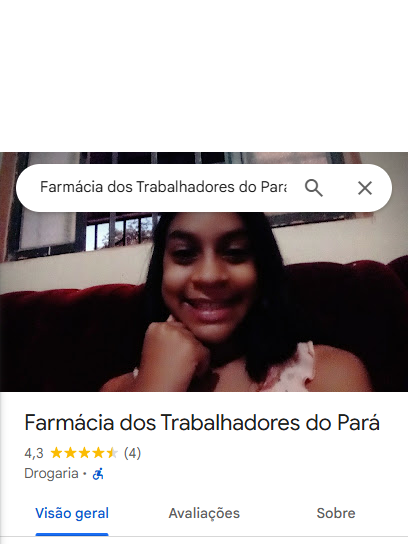 Farmácia dos Trabalhadores do Pará
Farmácia dos Trabalhadores do Pará
4,3 (4)
Drogaria ·
Visão geral
Avaliações
Sobre